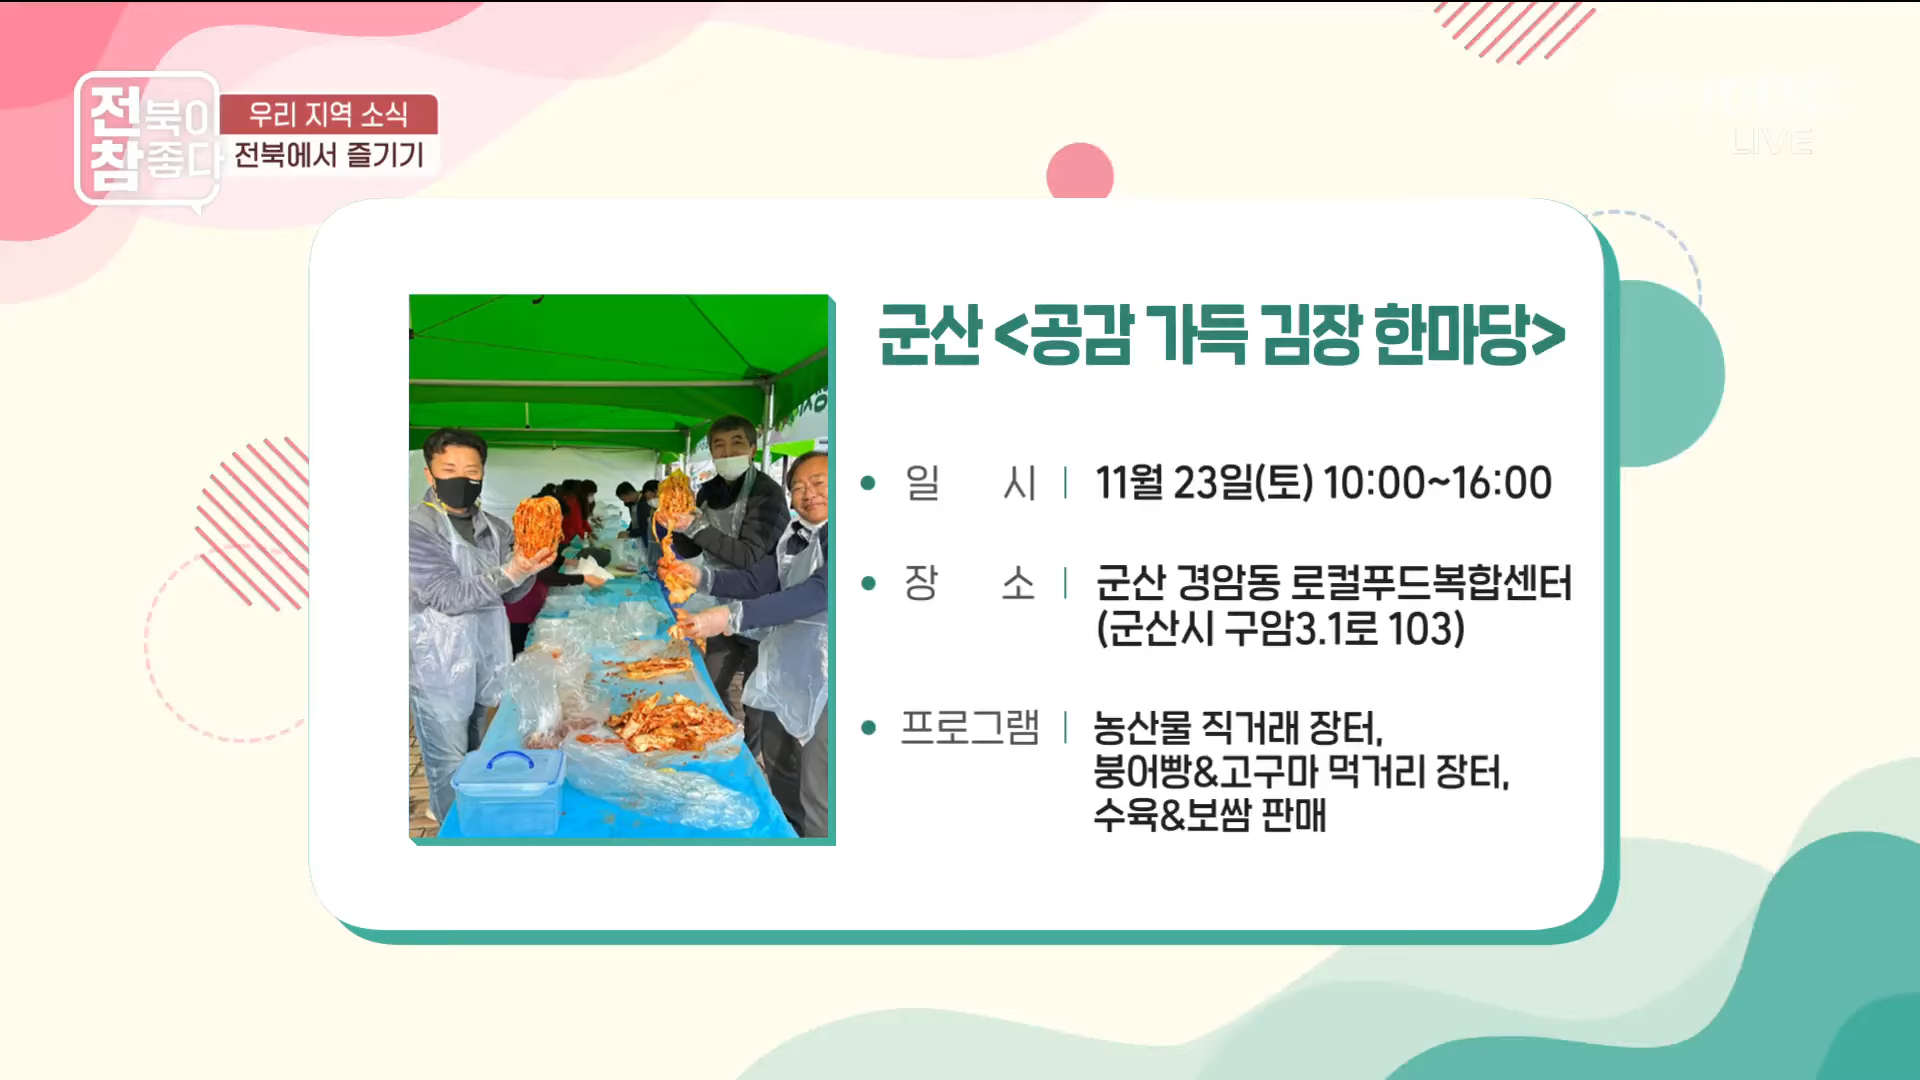 전북이
참좋다
우리 지역 소식
전북에서 즐기기
LIVE
군산 <공감 가득 김장 한마당>
일 시 11월 23일(토) 10:00~16:00
장 소 군산 경암동 로컬푸드복합센터
(군산시 구암3.1로 103)
프로그램 농산물 직거래 장터,
붕어빵&고구마 먹거리 장터,
수육&보쌈 판매